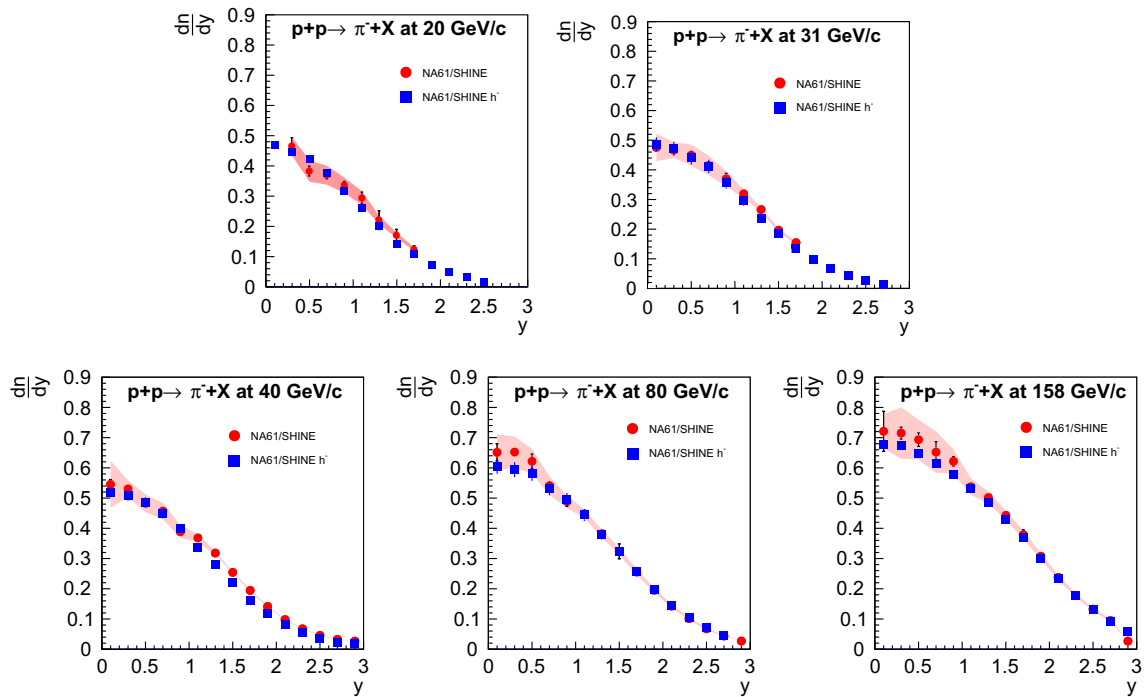 dn
dy
p+p→ π⁻+X at 20 GeV/c
NA61/SHINE
NA61/SHINE h⁻
0.9
0.8
0.7
0.6
0.5
0.4
0.3
0.2
0.1
0
0 0.5 1 1.5 2 2.5 3
y
dn
dy
p+p→ π⁻+X at 31 GeV/c
NA61/SHINE
NA61/SHINE h⁻
0.9
0.8
0.7
0.6
0.5
0.4
0.3
0.2
0.1
0
0 0.5 1 1.5 2 2.5 3
y
dn
dy
p+p→ π⁻+X at 40 GeV/c
NA61/SHINE
NA61/SHINE h⁻
0.9
0.8
0.7
0.6
0.5
0.4
0.3
0.2
0.1
0
0 0.5 1 1.5 2 2.5 3
y
dn
dy
p+p→ π⁻+X at 80 GeV/c
NA61/SHINE
NA61/SHINE h⁻
0.9
0.8
0.7
0.6
0.5
0.4
0.3
0.2
0.1
0
0 0.5 1 1.5 2 2.5 3
y
dn
dy
p+p→ π⁻+X at 158 GeV/c
NA61/SHINE
NA61/SHINE h⁻
0.9
0.8
0.7
0.6
0.5
0.4
0.3
0.2
0.1
0
0 0.5 1 1.5 2 2.5 3
y